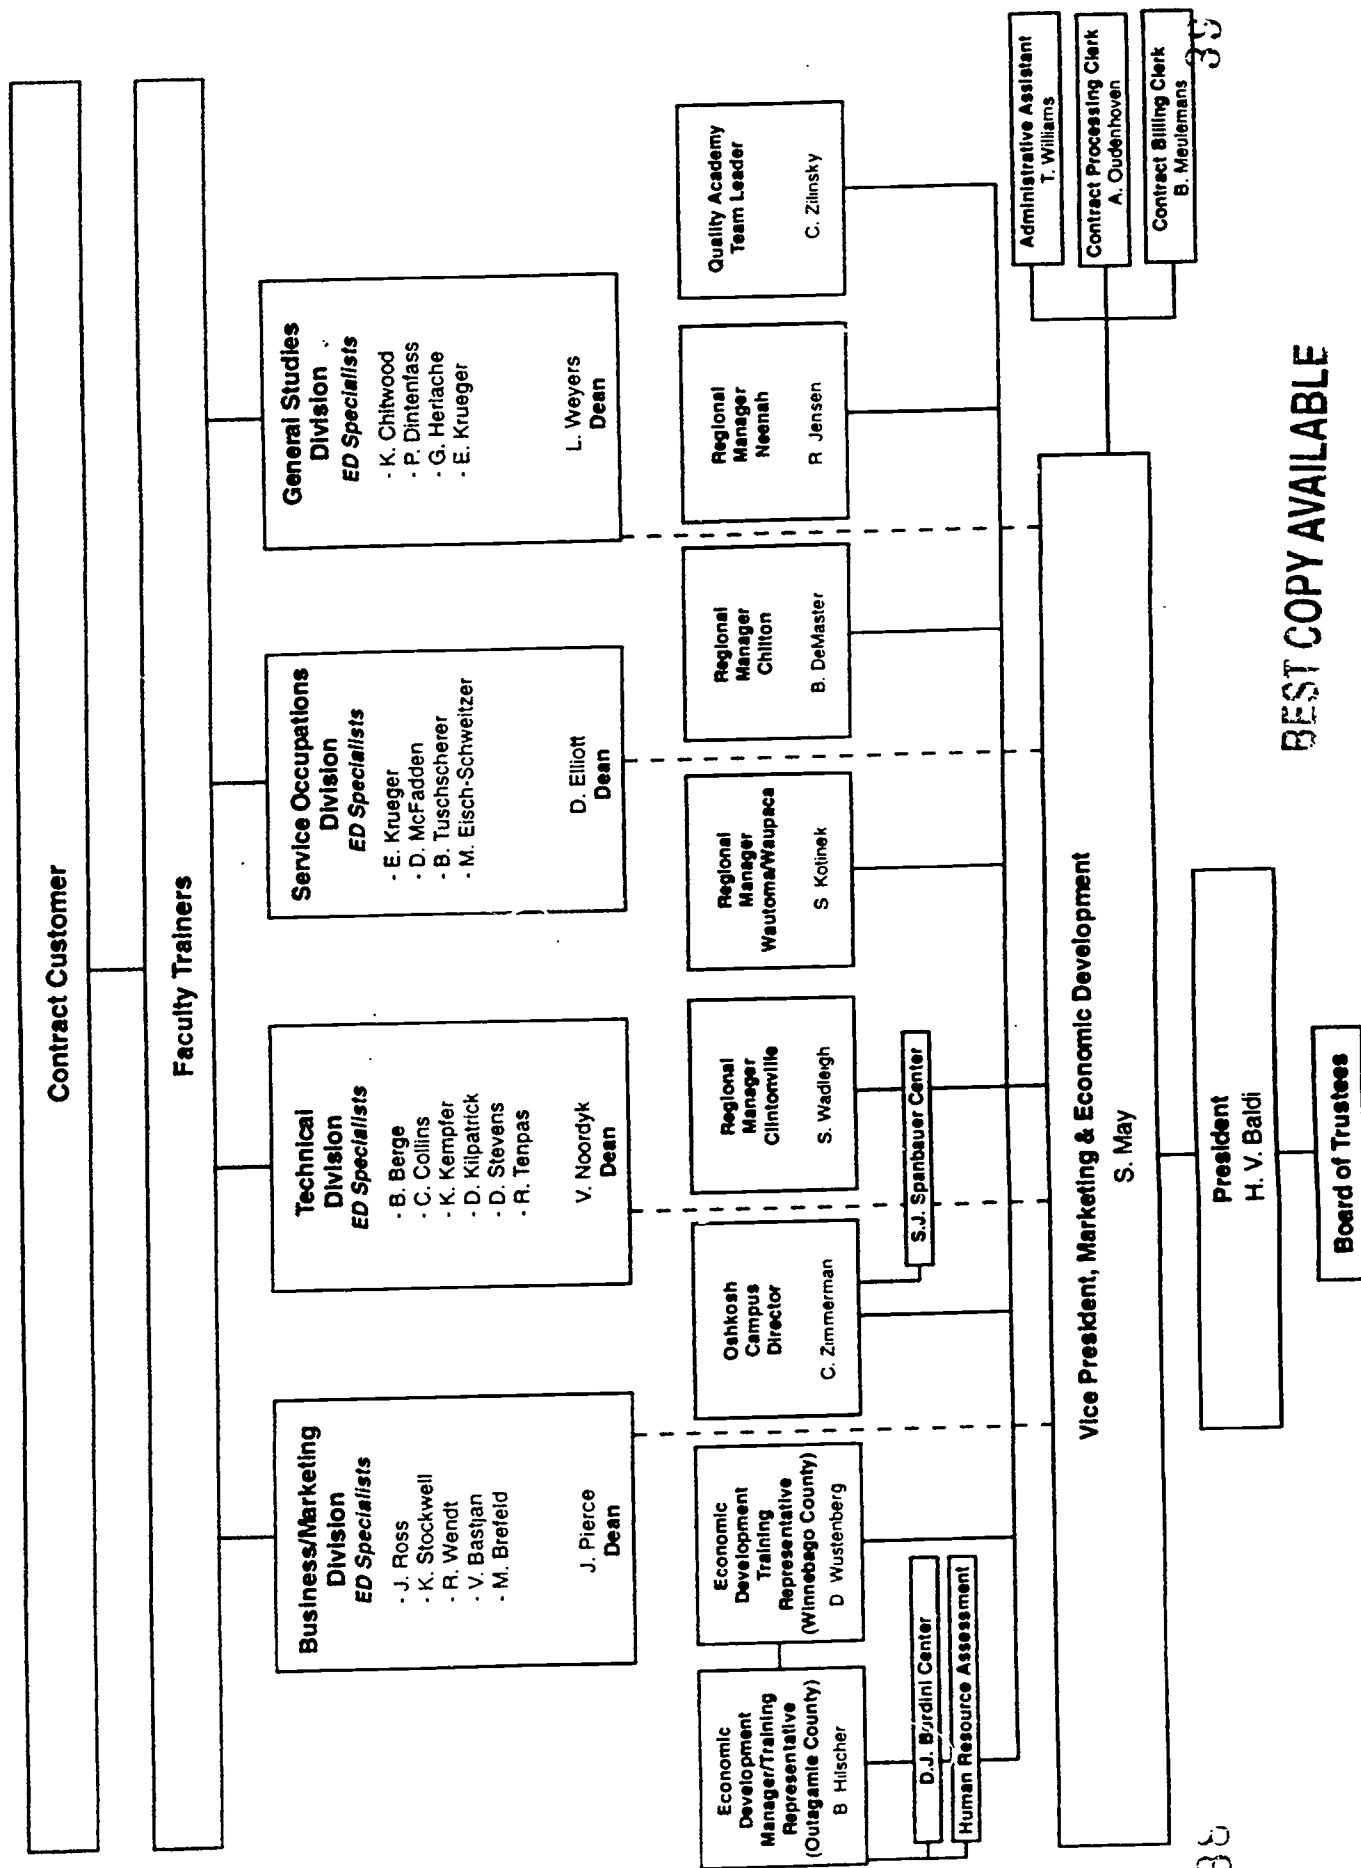 Contract Customer
Faculty Trainers
Business/Marketing
Division
ED Specialists
- J. Ross
- K. Stockwell
- R. Wendt
- V. Bastjan
- M. Brefeld
J. Pierce
Dean
Technical
Division
ED Specialists
- B. Berge
- C. Collins
- K. Kempfer
- D. Kilpatrick
- D. Stevens
- R. Tenpas
V. Noordyk
Dean
Service Occupations
Division
ED Specialists
- E. Krueger
- D. McFadden
- B. Tuschscherer
- M. Eisch-Schweitzer
D. Elliott
Dean
General Studies
Division
ED Specialists
- K. Chitwood
- P. Dintenfass
- G. Herlache
- E. Krueger
L. Weyers
Dean
Economic
Development
Manager/Training
Representative
(Outagamie County)
B Hilscher
Economic
Development
Training
Representative
(Winnebago County)
D Wustenberg
Oshkosh
Campus
Director
C. Zimmerman
Regional
Manager
Clintonville
S. Wadleigh
Regional
Manager
Wautoma/Waupaca
S Kotinek
Regional
Manager
Chilton
B. DeMaster
Regional
Manager
Neenah
R Jensen
Quality Academy
Team Leader
C. Zilinsky
D.J. Bordini Center
Human Resource Assessment
S.J. Spanbauer Center
Vice President, Marketing & Economic Development
S. May
Administrative Assistant
T. Williams
Contract Processing Clerk
A. Oudenhoven
Contract Billing Clerk
B. Meulemans
President
H. V. Baldi
Board of Trustees
BEST COPY AVAILABLE
38
39